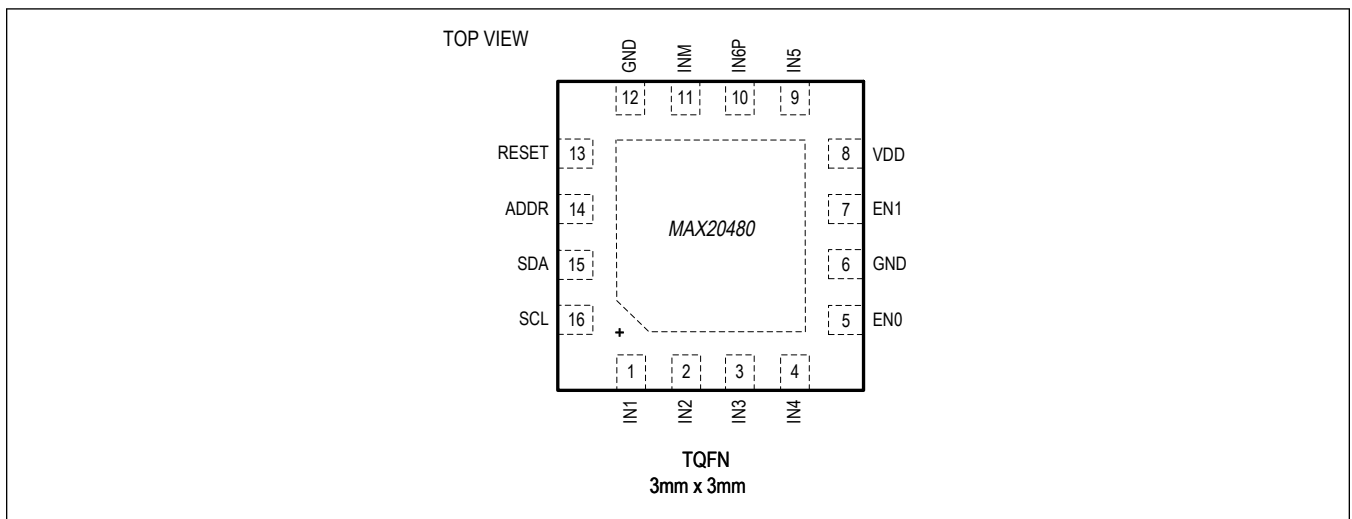 TOP VIEW
GND INM IN6P IN5
12 11 10 9
RESET 13
8 VDD
ADDR 14
7 EN1
MAX20480
SDA 15
6 GND
SCL 16
5 EN0
+
1 2 3 4
IN1 IN2 IN3 IN4
TQFN
3mm x 3mm